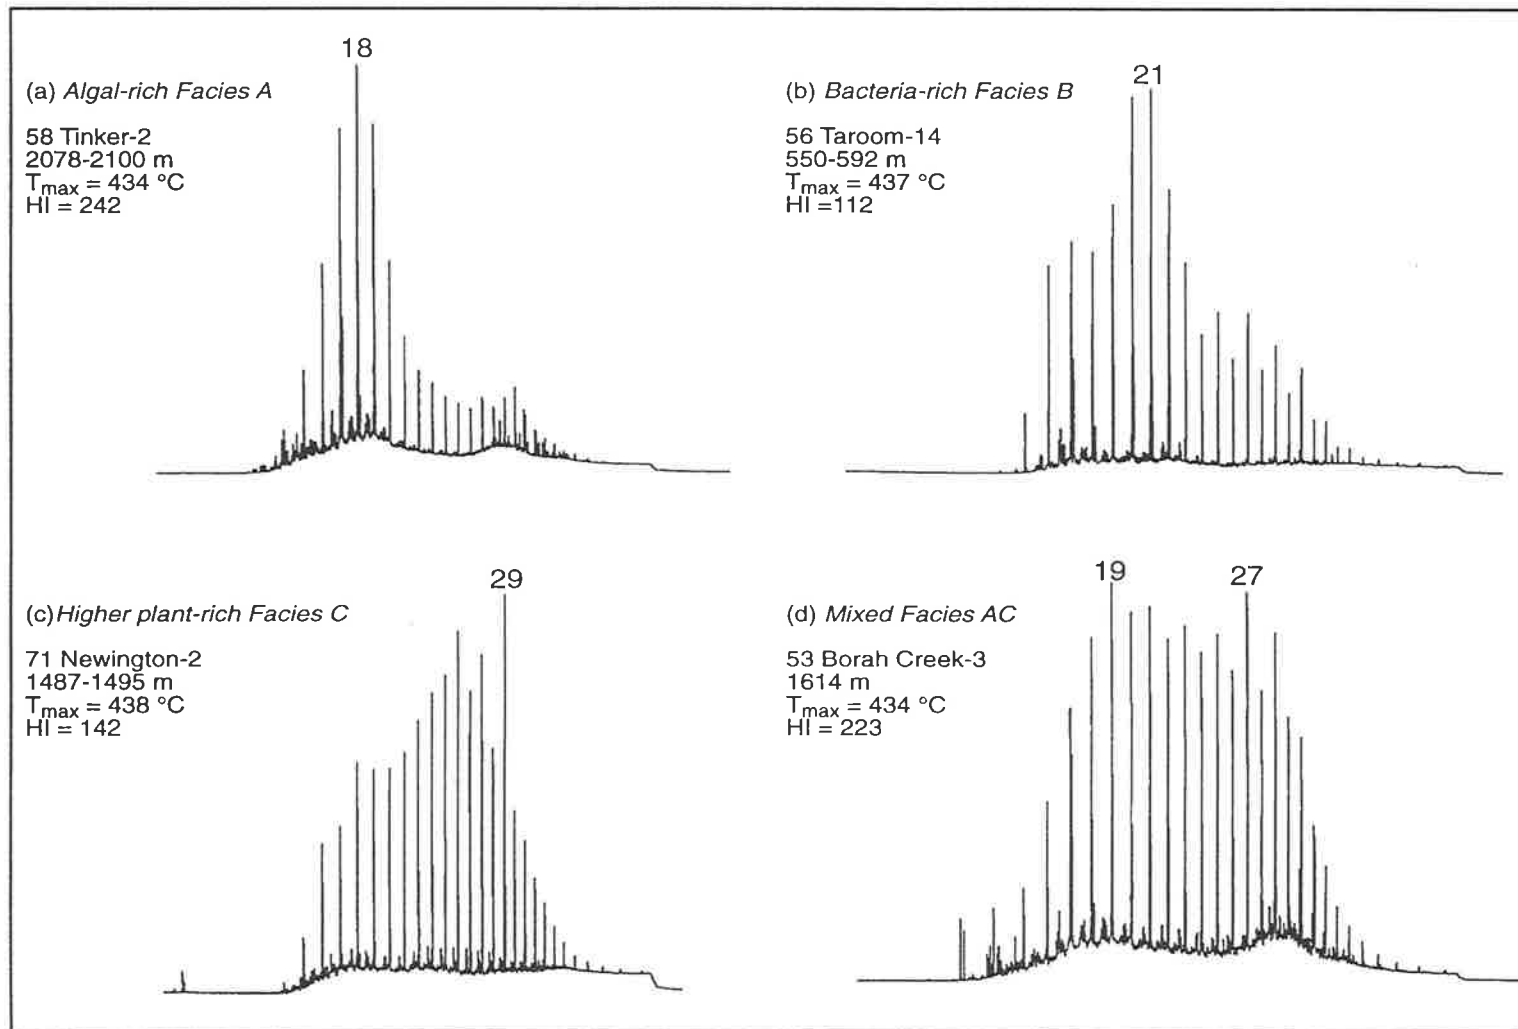 18
(a) Algal-rich Facies A
58 Tinker-2
2078-2100 m
Tmax = 434 °C
HI = 242
21
(b) Bacteria-rich Facies B
56 Taroom-14
550-592 m
Tmax = 437 °C
HI =112
29
(c)Higher plant-rich Facies C
71 Newington-2
1487-1495 m
Tmax = 438 °C
HI = 142
19
27
(d) Mixed Facies AC
53 Borah Creek-3
1614 m
Tmax = 434 °C
HI = 223